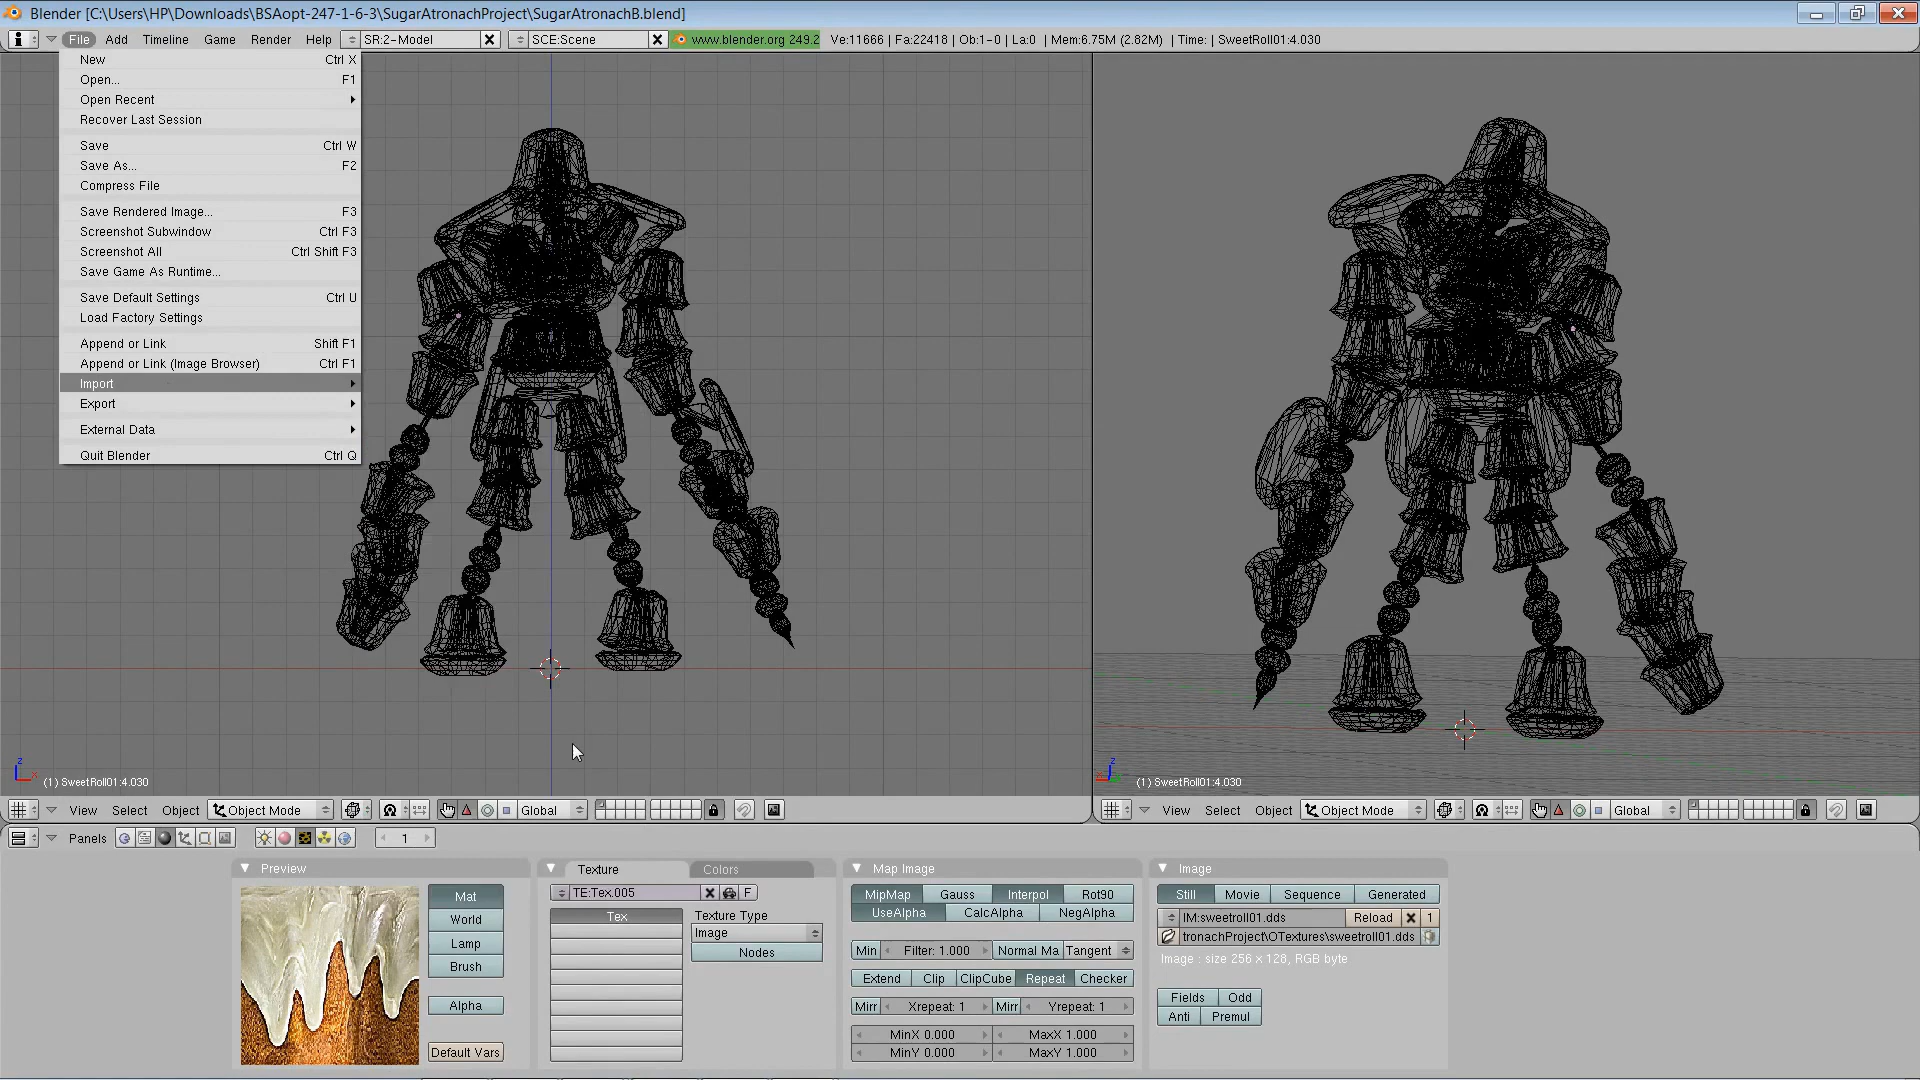 Blender [C:\Users\HP\Downloads\BSAopt-247-1-6-3\SugarAtronachProject\SugarAtronachB.blend]
File Add Timeline Game Render Help SR:2-Model SCE:Scene www.blender.org 249.2 Ve:11666 | Fa:22418 | Ob:1-0 | La:0 | Mem:6.75M (2.82M) | Time: | SweetRoll01:4.030
New Ctrl X
Open... F1
Open Recent
Recover Last Session
Save Ctrl W
Save As... F2
Compress File
Save Rendered Image... F3
Screenshot Subwindow Ctrl F3
Screenshot All Ctrl Shift F3
Save Game As Runtime...
Save Default Settings Ctrl U
Load Factory Settings
Append or Link Shift F1
Append or Link (Image Browser) Ctrl F1
Import
Export
External Data
Quit Blender Ctrl Q
z
x
(1) SweetRoll01:4.030
z
x
(1) SweetRoll01:4.030
View Select Object Object Mode Global
View Select Object Object Mode Global
Panels 1
Preview
Mat
World
Lamp
Brush
Alpha
Default Vars
Texture Colors
TE:Tex.005 F
Tex
Texture Type
Image
Nodes
Map Image
MipMap Gauss Interpol Rot90
UseAlpha CalcAlpha NegAlpha
Min Filter: 1.000 Normal Ma Tangent
Extend Clip ClipCube Repeat Checker
Mirr Xrepeat: 1 Mirr Yrepeat: 1
MinX 0.000 MaxX 1.000
MinY 0.000 MaxY 1.000
Image
Still Movie Sequence Generated
IM:sweetroll01.dds Reload 1
tronachProject\OTextures\sweetroll01.dds
Image : size 256 x 128, RGB byte
Fields Odd
Anti Premul